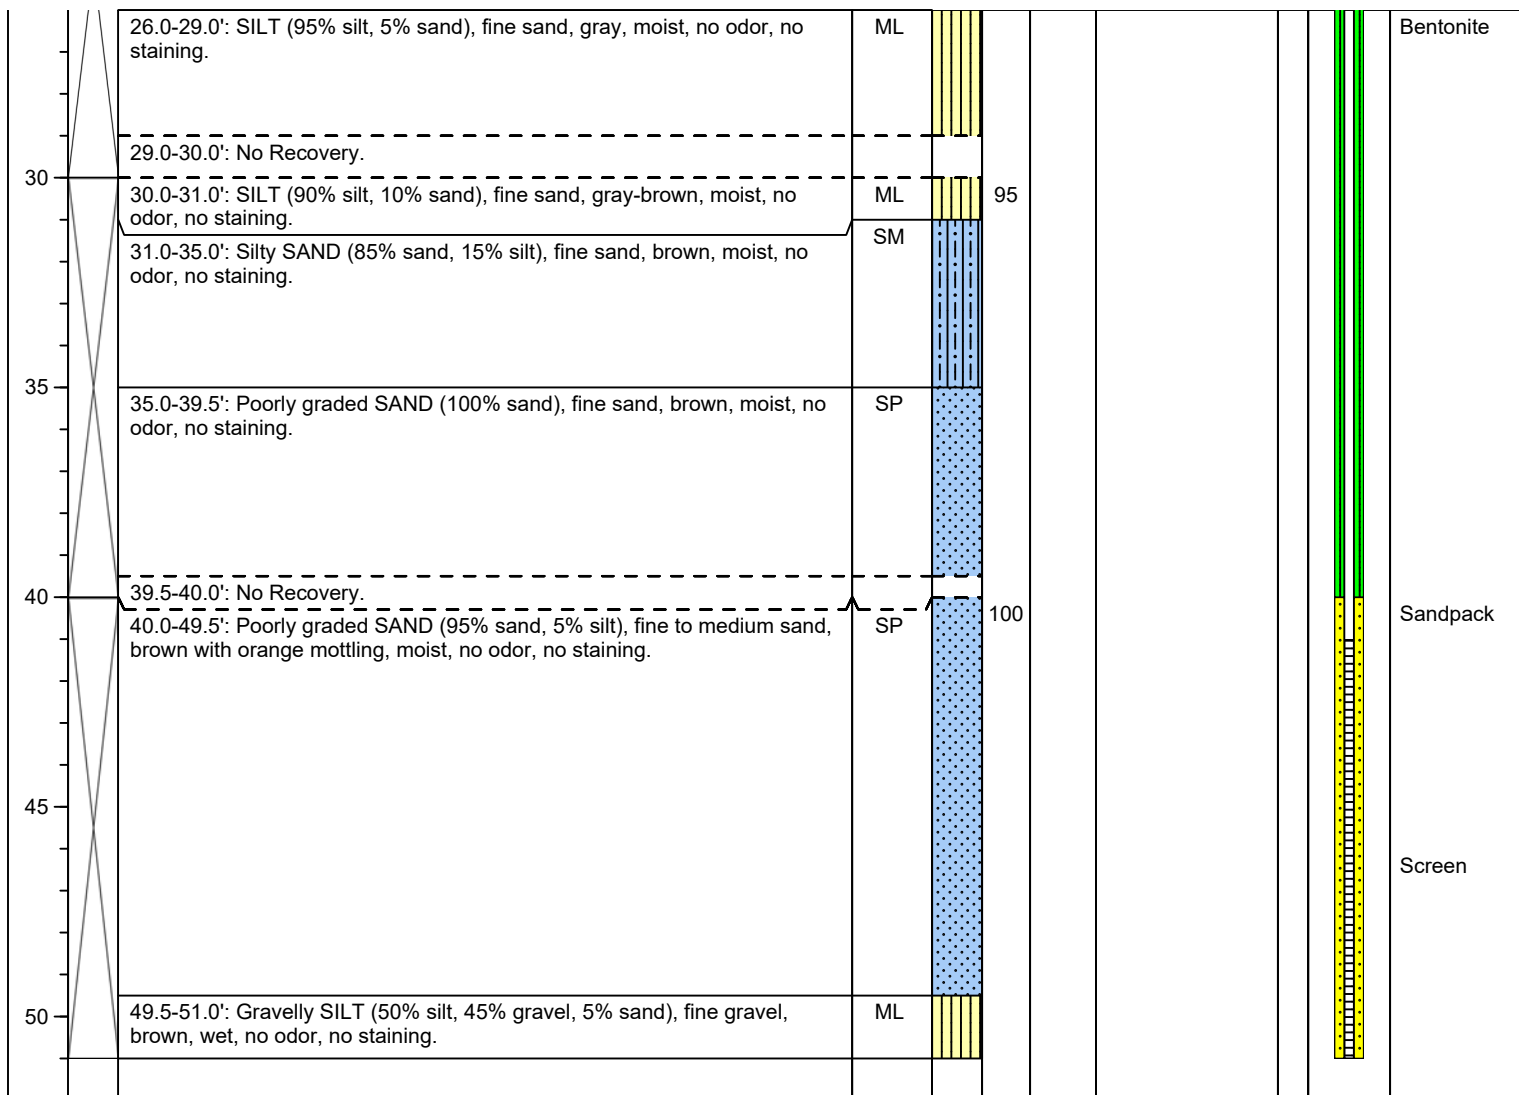 26.0-29.0': SILT (95% silt, 5% sand), fine sand, gray, moist, no odor, no
staining.
ML
Bentonite
29.0-30.0': No Recovery.
30
30.0-31.0': SILT (90% silt, 10% sand), fine sand, gray-brown, moist, no
odor, no staining.
ML
95
31.0-35.0': Silty SAND (85% sand, 15% silt), fine sand, brown, moist, no
odor, no staining.
SM
35
35.0-39.5': Poorly graded SAND (100% sand), fine sand, brown, moist, no
odor, no staining.
SP
39.5-40.0': No Recovery.
40
40.0-49.5': Poorly graded SAND (95% sand, 5% silt), fine to medium sand,
brown with orange mottling, moist, no odor, no staining.
SP
100
Sandpack
45
Screen
49.5-51.0': Gravelly SILT (50% silt, 45% gravel, 5% sand), fine gravel,
brown, wet, no odor, no staining.
ML
50